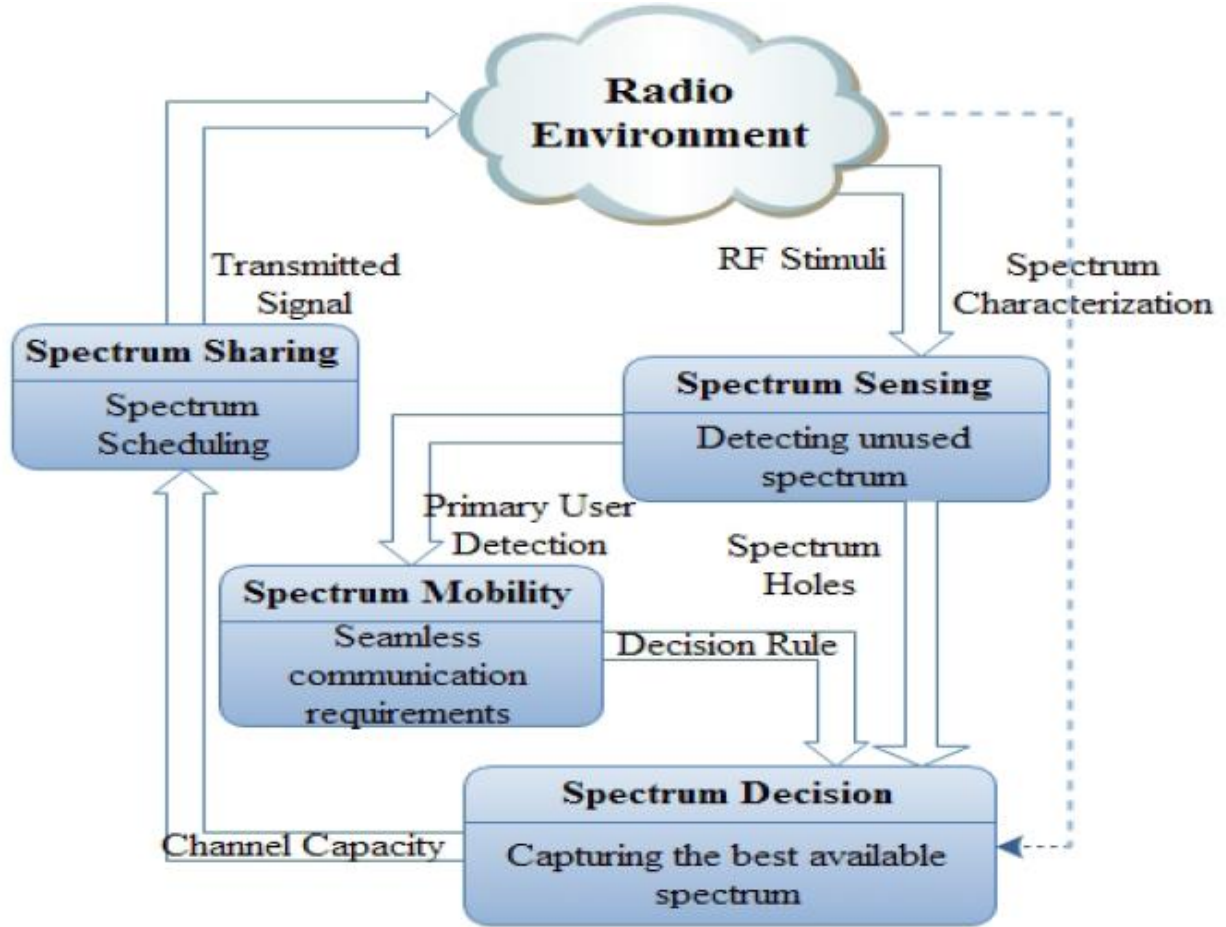 Radio
Environment
Transmitted
Signal
RF Stimuli
Spectrum
Characterization
Spectrum Sharing
Spectrum
Scheduling
Spectrum Sensing
Detecting unused
spectrum
Primary User
Detection
Spectrum
Holes
Spectrum Mobility
Seamless
communication
requirements
Decision Rule
Spectrum Decision
Capturing the best available
spectrum
Channel Capacity